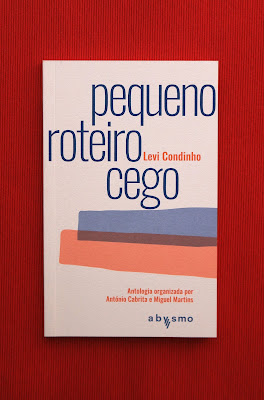 pequeno
roteiro
Levi Condinho
cego
Antologia organizada por
António Cabrita e Miguel Martins
abysmo